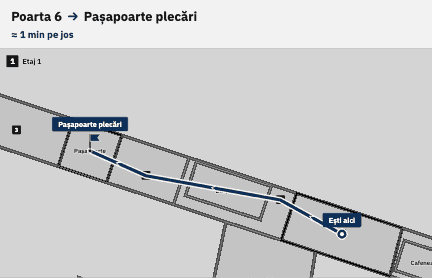 Poarta 6 → Pașapoarte plecări
≈ 1 min pe jos
1 Etaj 1
Pașapoarte plecări
3
Ești aici